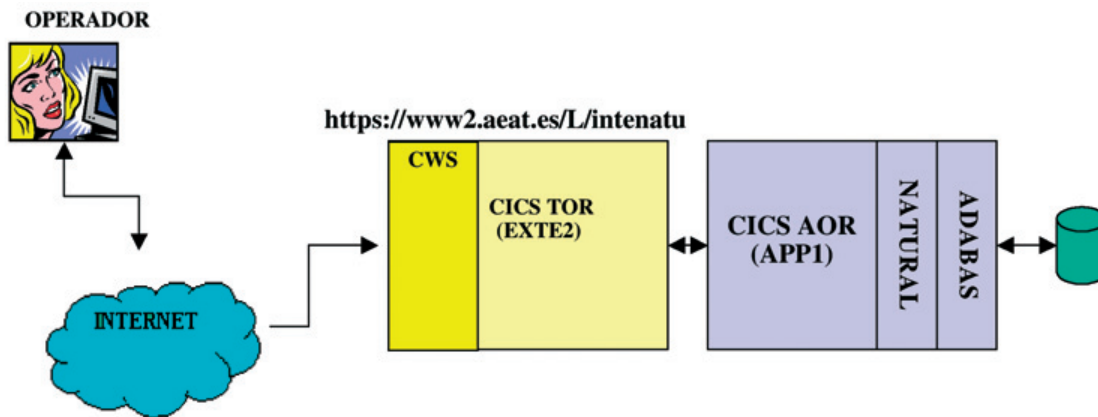 OPERADOR
https://www2.aeat.es/L/intenatu
CWS
CICS TOR
(EXTE2)
CICS AOR
(APP1)
NATURAL
ADABAS
INTERNET